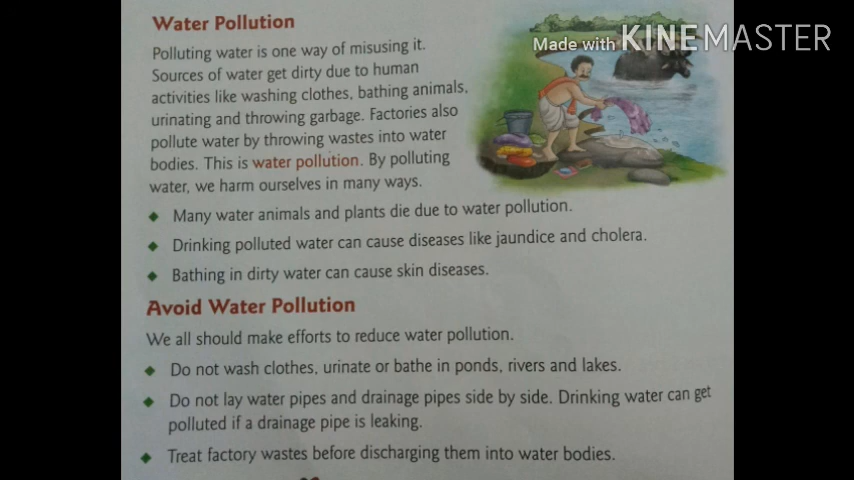 Water Pollution
Made with KINEMASTER
Polluting water is one way of misusing it.
Sources of water get dirty due to human
activities like washing clothes, bathing animals,
urinating and throwing garbage. Factories also
pollute water by throwing wastes into water
bodies. This is water pollution. By polluting
water, we harm ourselves in many ways.
◆ Many water animals and plants die due to water pollution.
◆ Drinking polluted water can cause diseases like jaundice and cholera.
◆ Bathing in dirty water can cause skin diseases.
Avoid Water Pollution
We all should make efforts to reduce water pollution.
◆ Do not wash clothes, urinate or bathe in ponds, rivers and lakes.
◆ Do not lay water pipes and drainage pipes side by side. Drinking water can get
polluted if a drainage pipe is leaking.
◆ Treat factory wastes before discharging them into water bodies.